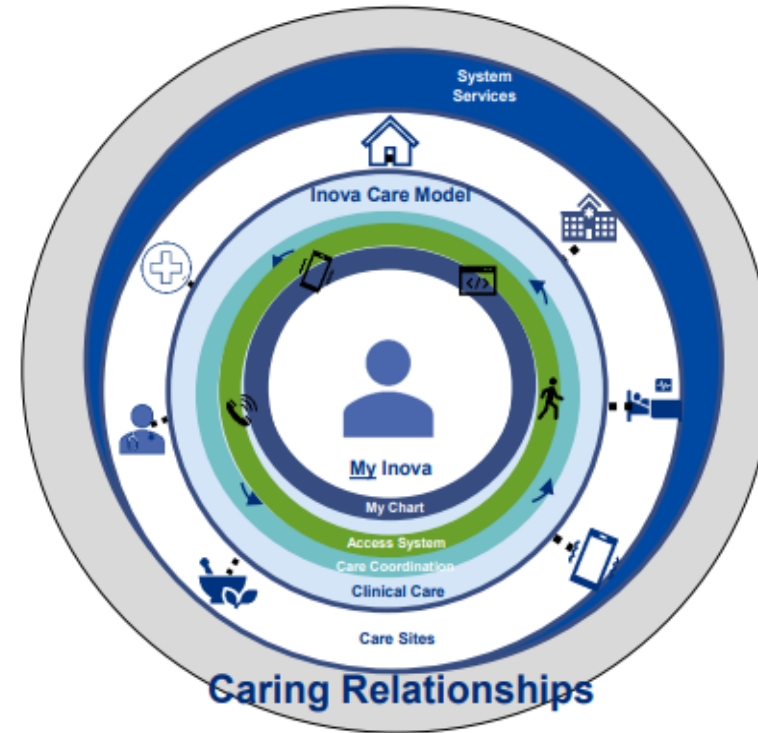 System
Services
Inova Care Model
</>
My Inova
My Chart
Access System
Care Coordination
Clinical Care
Care Sites
Caring Relationships